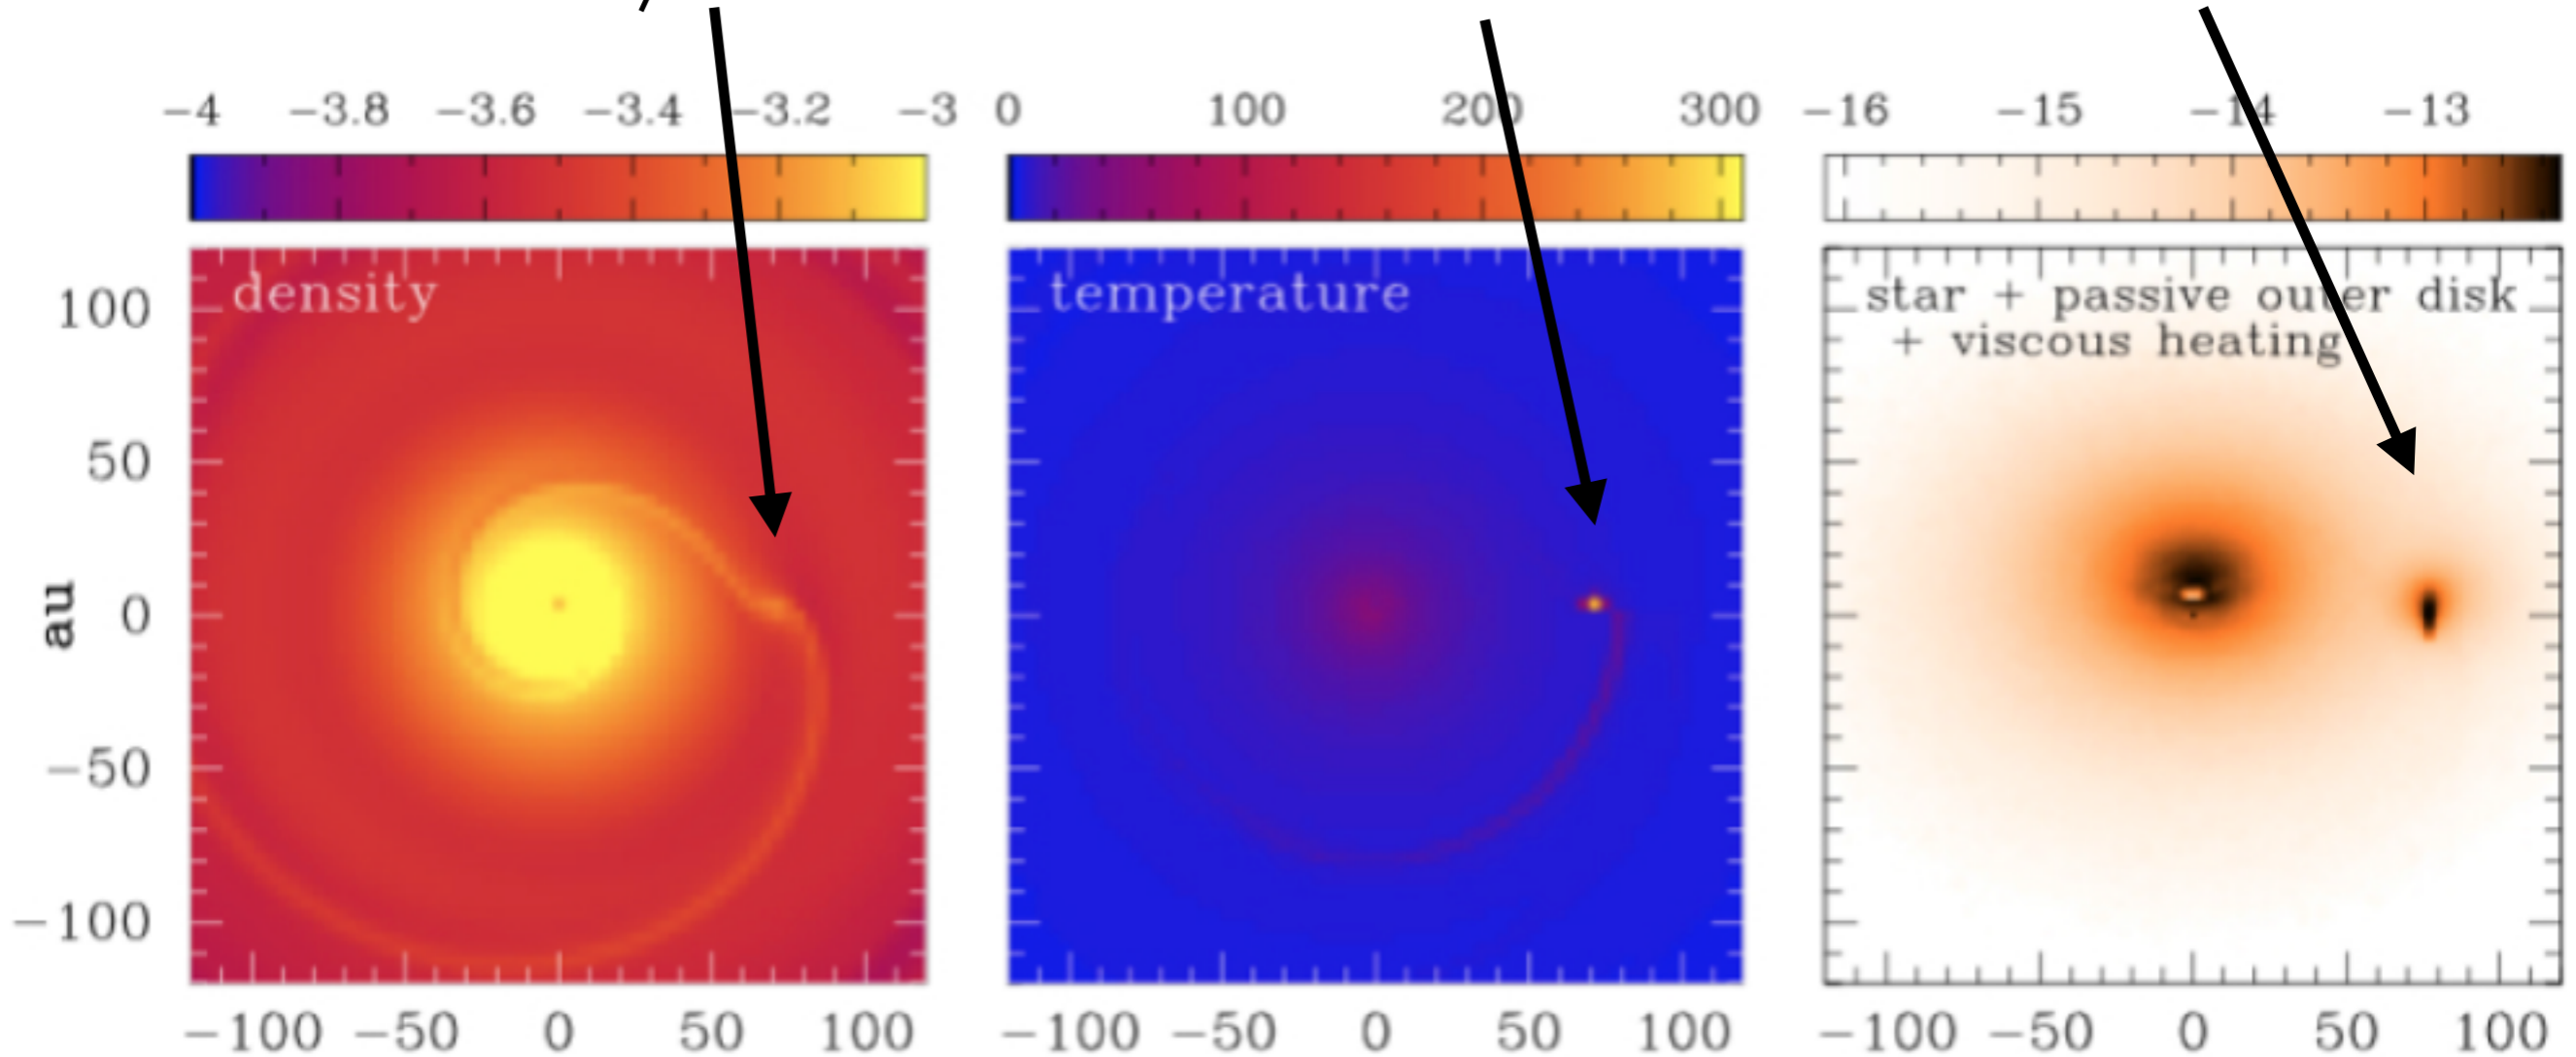 −4 −3.8 −3.6 −3.4 −3.2 −3 0 100 200 300 −16 −15 −14 −13
density
temperature
star + passive outer disk
+ viscous heating
100
50
0
−50
−100
au
−100 −50 0 50 100 −100 −50 0 50 100 −100 −50 0 50 100